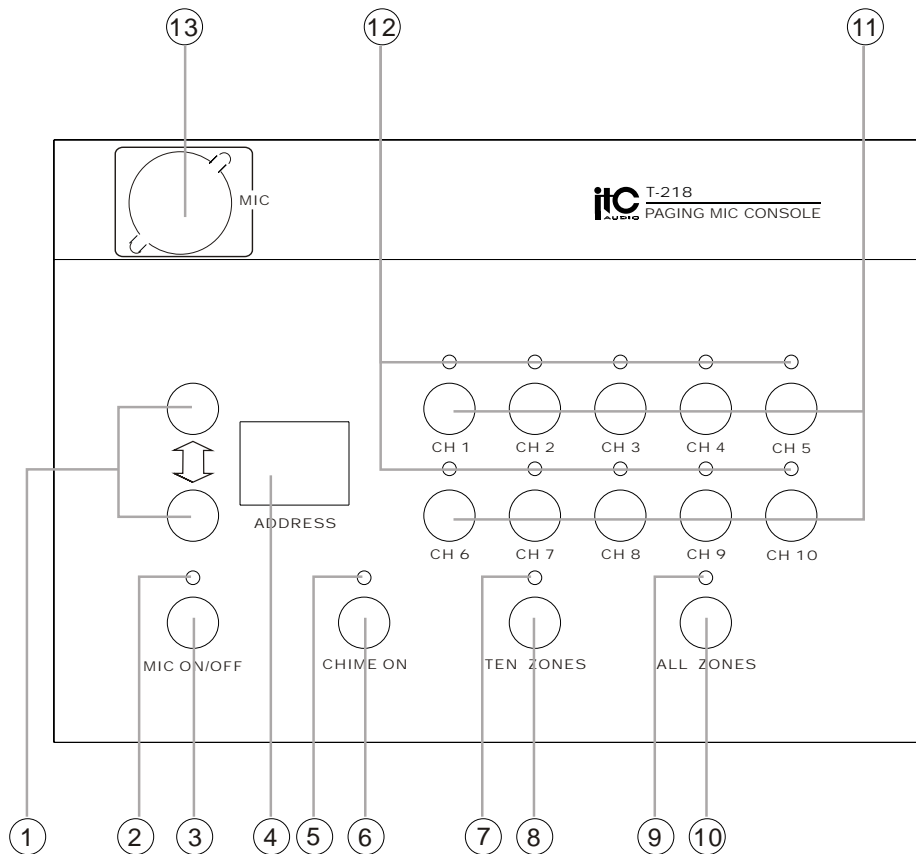 13 12 11
MIC
itC AUDIO
T-218
PAGING MIC CONSOLE
CH 1 CH 2 CH 3 CH 4 CH 5
ADDRESS
CH 6 CH 7 CH 8 CH 9 CH 10
MIC ON/OFF CHIME ON TEN ZONES ALL ZONES
1 2 3 4 5 6 7 8 9 10